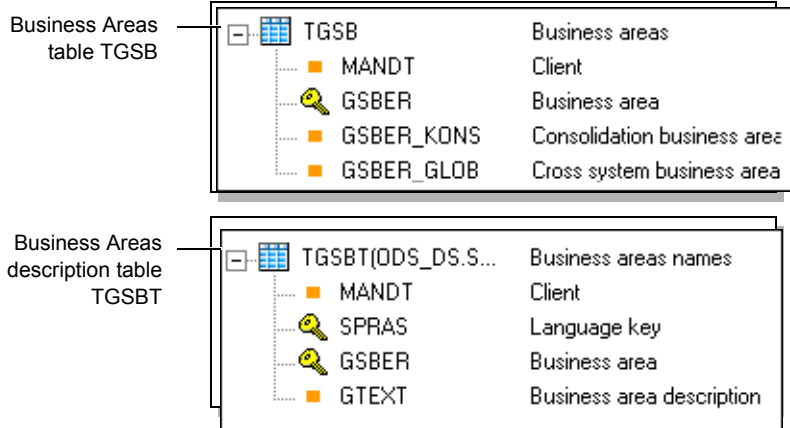 Business Areas
table TGSB
TGSB Business areas
MANDT Client
GSBER Business area
GSBER_KONS Consolidation business area
GSBER_GLOB Cross system business area
Business Areas
description table
TGSBT
TGSBT(ODS_DS.S... Business areas names
MANDT Client
SPRAS Language key
GSBER Business area
GTEXT Business area description